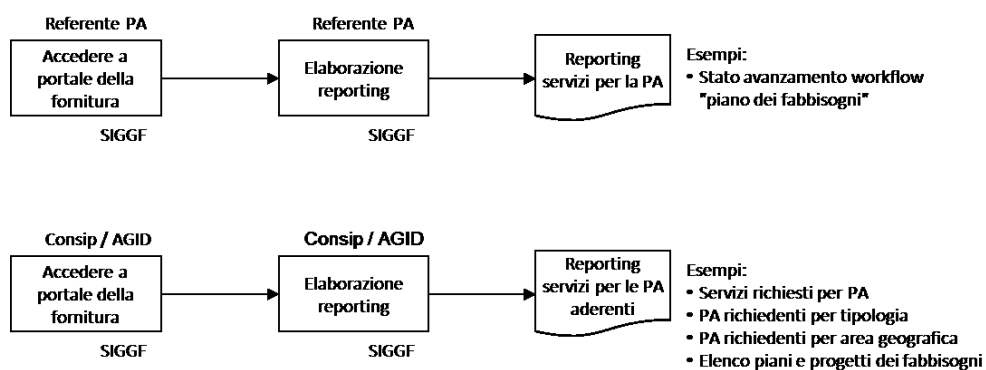 Referente PA
Accedere a
portale della
fornitura
SIGGF
Referente PA
Elaborazione
reporting
SIGGF
Reporting
servizi per la PA
Esempi:
• Stato avanzamento workflow
"piano dei fabbisogni"
Consip / AGID
Accedere a
portale della
fornitura
SIGGF
Consip / AGID
Elaborazione
reporting
SIGGF
Reporting
servizi per le PA
aderenti
Esempi:
• Servizi richiesti per PA
• PA richiedenti per tipologia
• PA richiedenti per area geografica
• Elenco piani e progetti dei fabbisogni